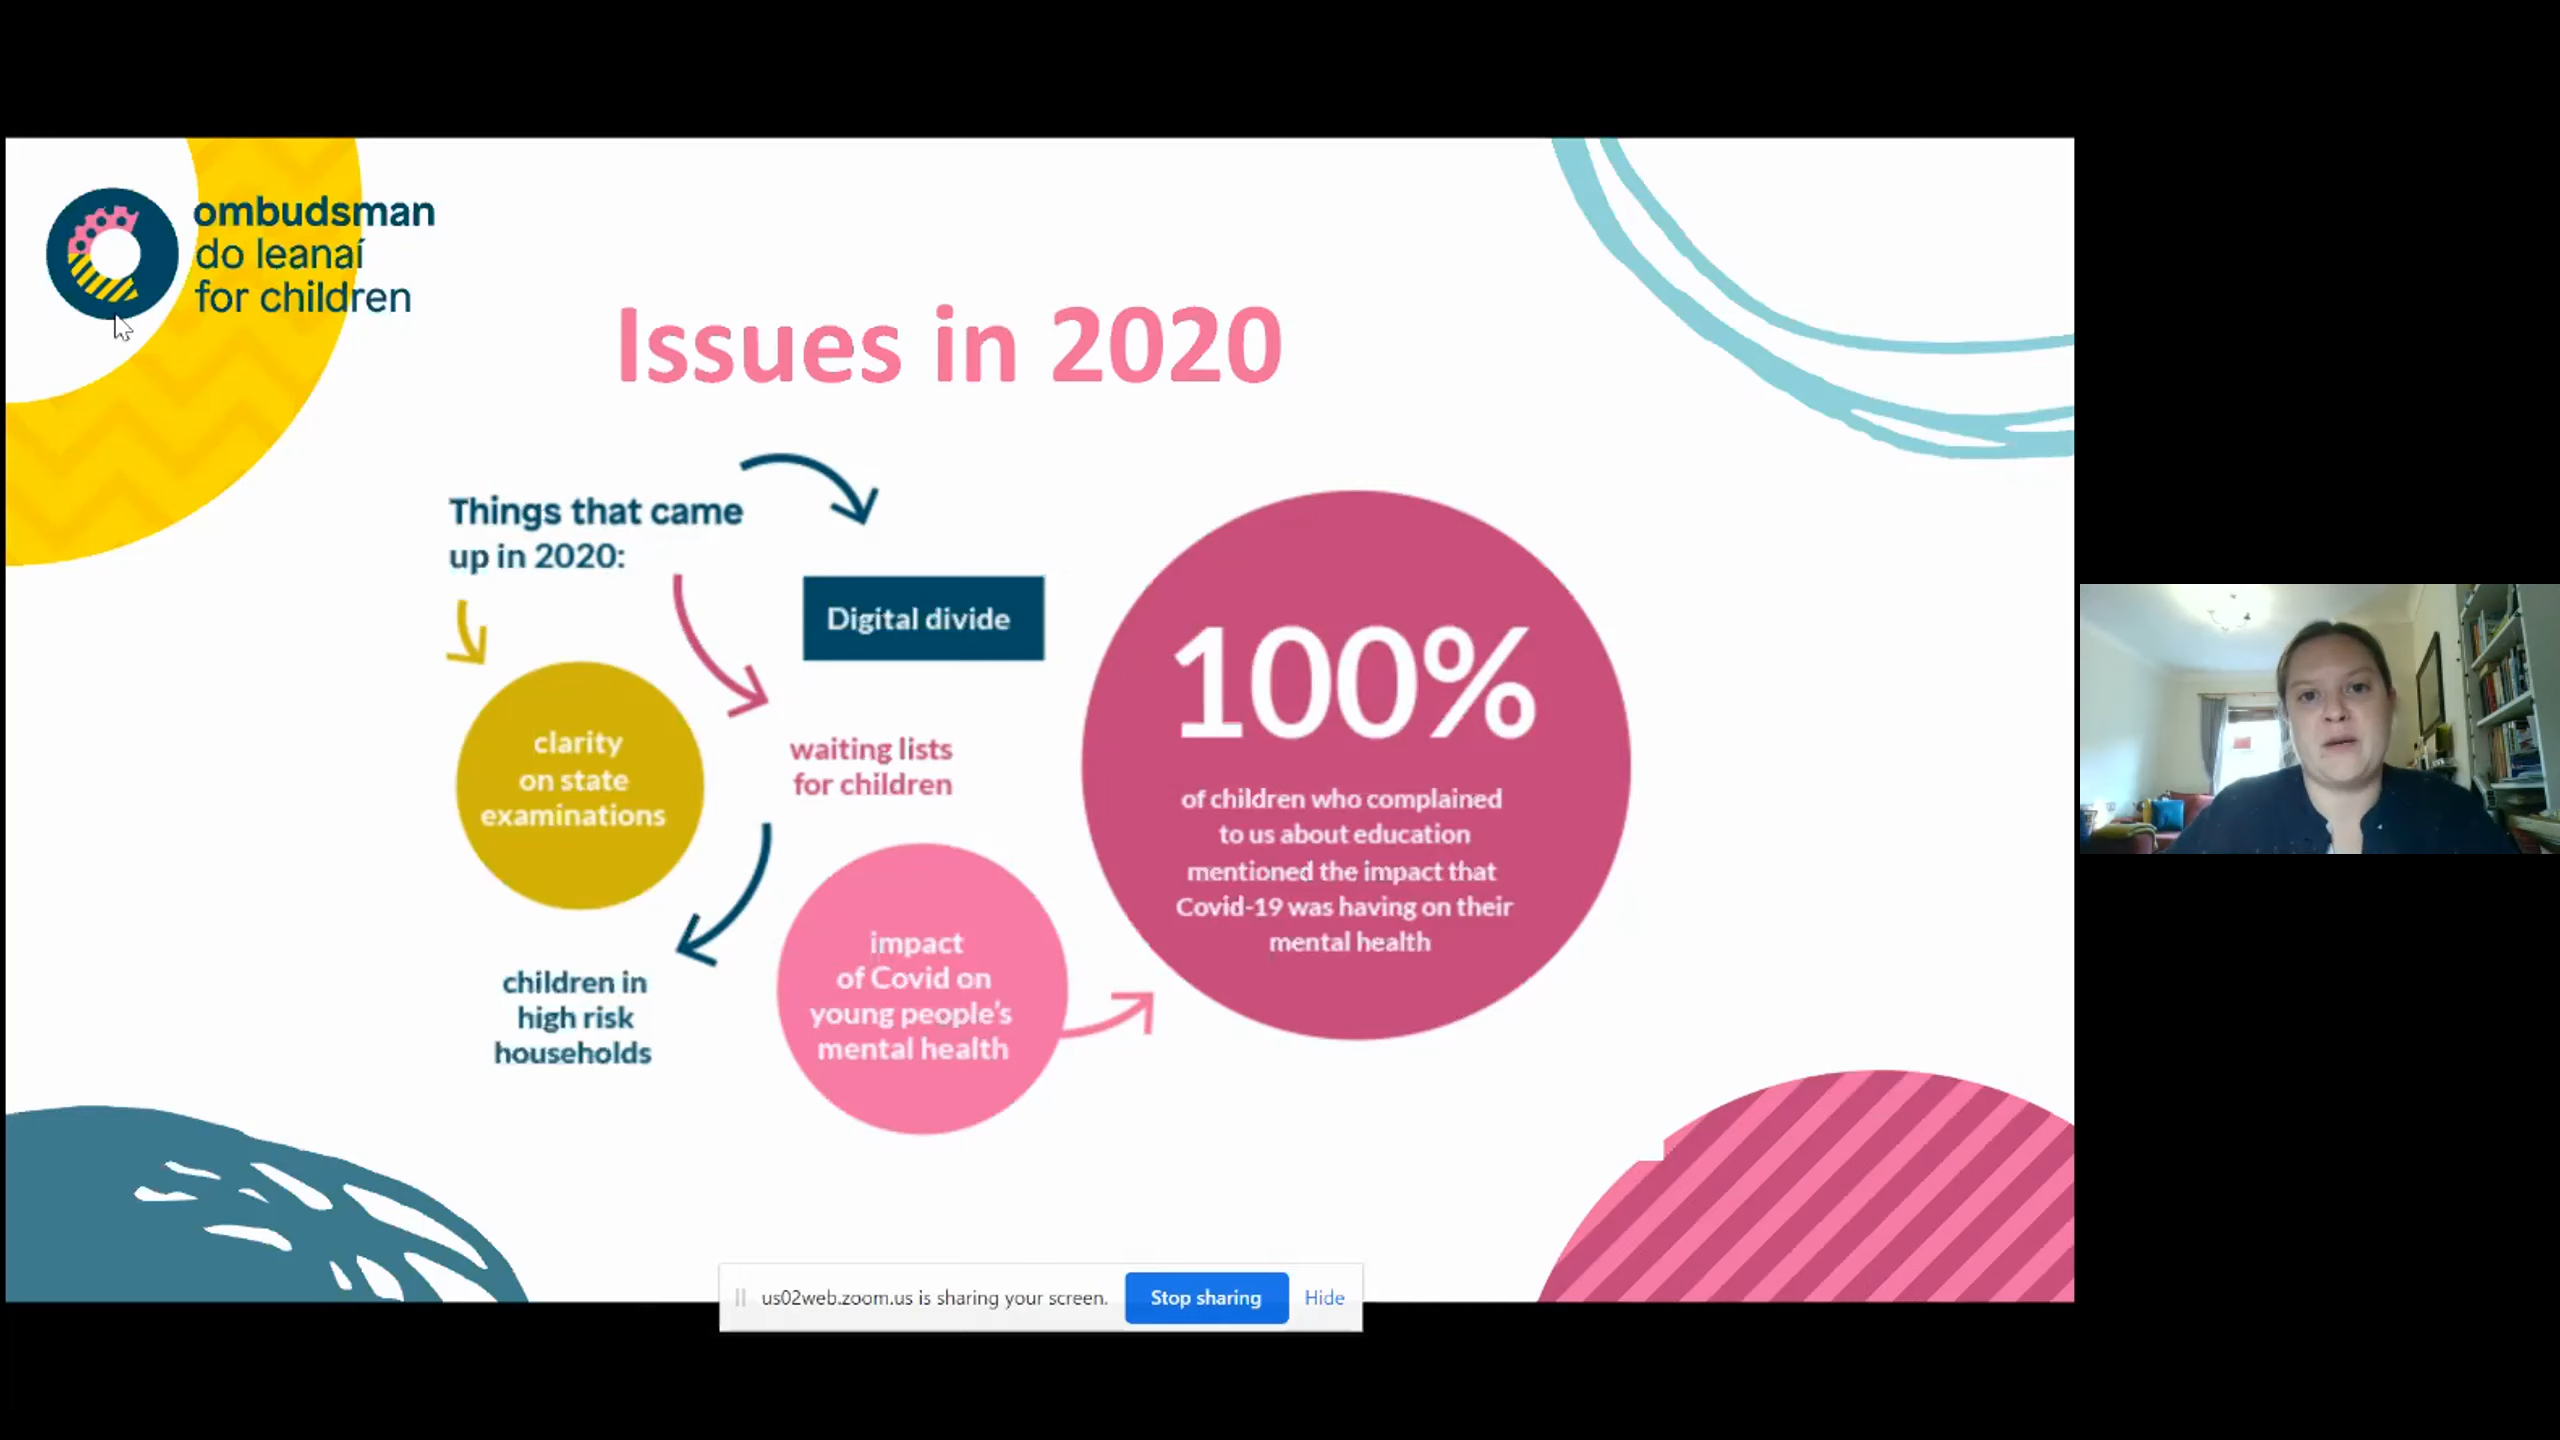 ombudsman
do leanaí
for children
Issues in 2020
Things that came
up in 2020:
Digital divide
clarity
on state
examinations
waiting lists
for children
children in
high risk
households
impact
of Covid on
young people's
mental health
100%
of children who complained
to us about education
mentioned the impact that
Covid-19 was having on their
mental health
us02web.zoom.us is sharing your screen.
Stop sharing
Hide